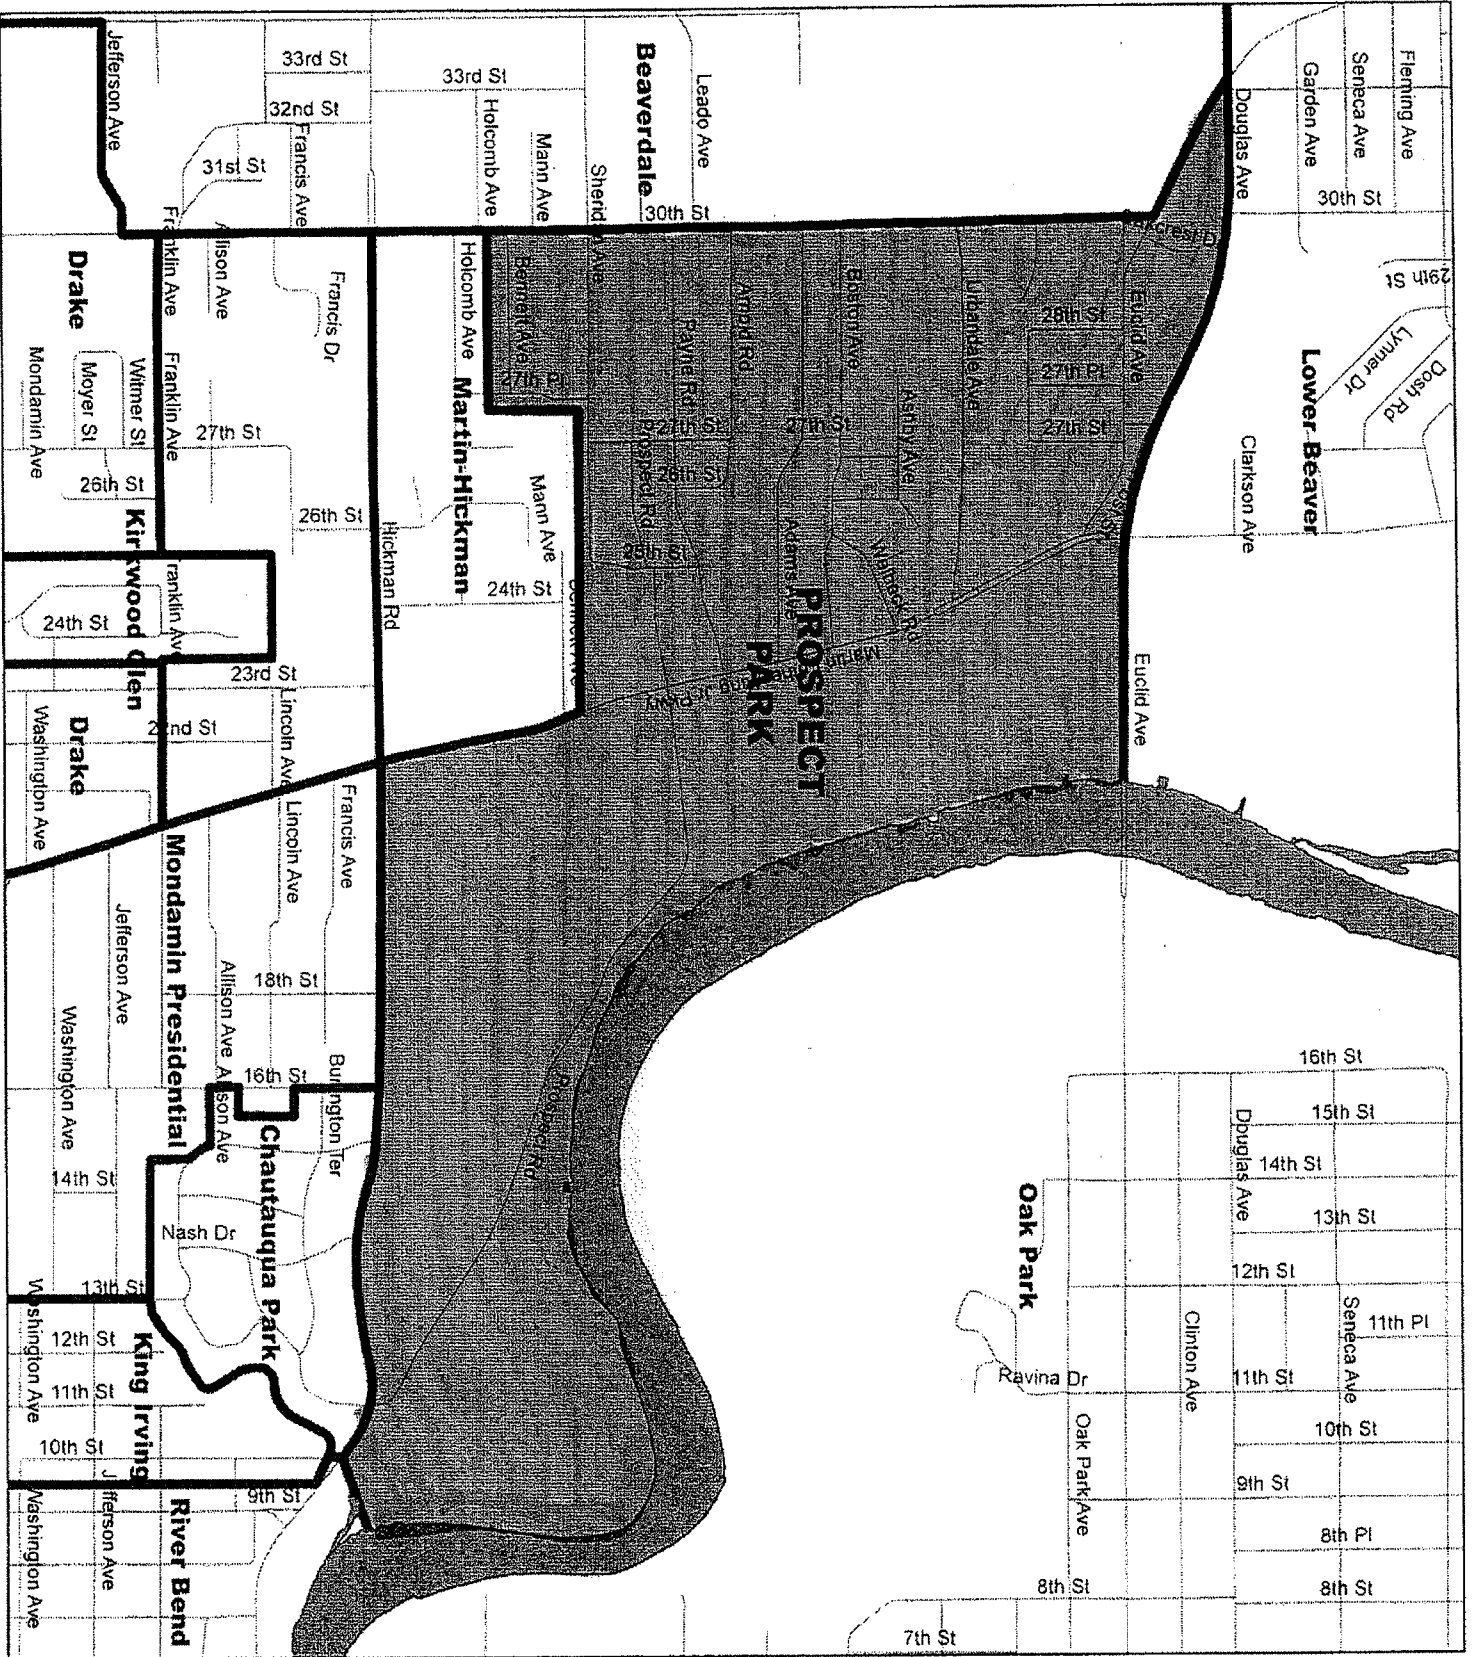 Jefferson Ave
33rd St
32nd St
Francis Ave
31st St
33rd St
Holcomb Ave
Mann Ave
Beaverdale
Leado Ave
30th St
Douglas Ave
Garden Ave
Seneca Ave
Fleming Ave
30th St
29th St
Lynner Dr
Dosh Rd
Lower Beaver
Clarkson Ave
Drake
Franklin Ave
Francis Dr
Holcomb Ave
Bennett Ave
27th Pl
Payne Rd
Arnold Rd
Boston Ave
Urbandale Ave
28th St
Euclid Ave
27th Pl
27th St
Ashby Ave
27th St
27th St
Prospect Rd
26th St
25th St
Adams Ave
Welbeck Rd
Mondamin Ave
Moyer St
Witmer St
Franklin Ave
27th St
26th St
Kirkwood Glen
26th St
Martin-Hickman
Mann Ave
24th St
Hickman Rd
24th St
23rd St
PROSPECT
PARK
Euclid Ave
Drake
22nd St
Lincoln Ave
Washington Ave
Lincoln Ave
Francis Ave
Mondamin Presidential
Jefferson Ave
Allison Ave
18th St
Washington Ave
16th St
Allison Ave
Burlington Ter
Chautauqua Park
14th St
Nash Dr
Prospect Rd
13th St
Washington Ave
12th St
King Irving
11th St
10th St
9th St
Jefferson Ave
Washington Ave
River Bend
16th St
15th St
Douglas Ave
14th St
13th St
Oak Park
12th St
Clinton Ave
Seneca Ave
11th Pl
Ravina Dr
11th St
Oak Park Ave
10th St
9th St
8th Pl
8th St
8th St
7th St